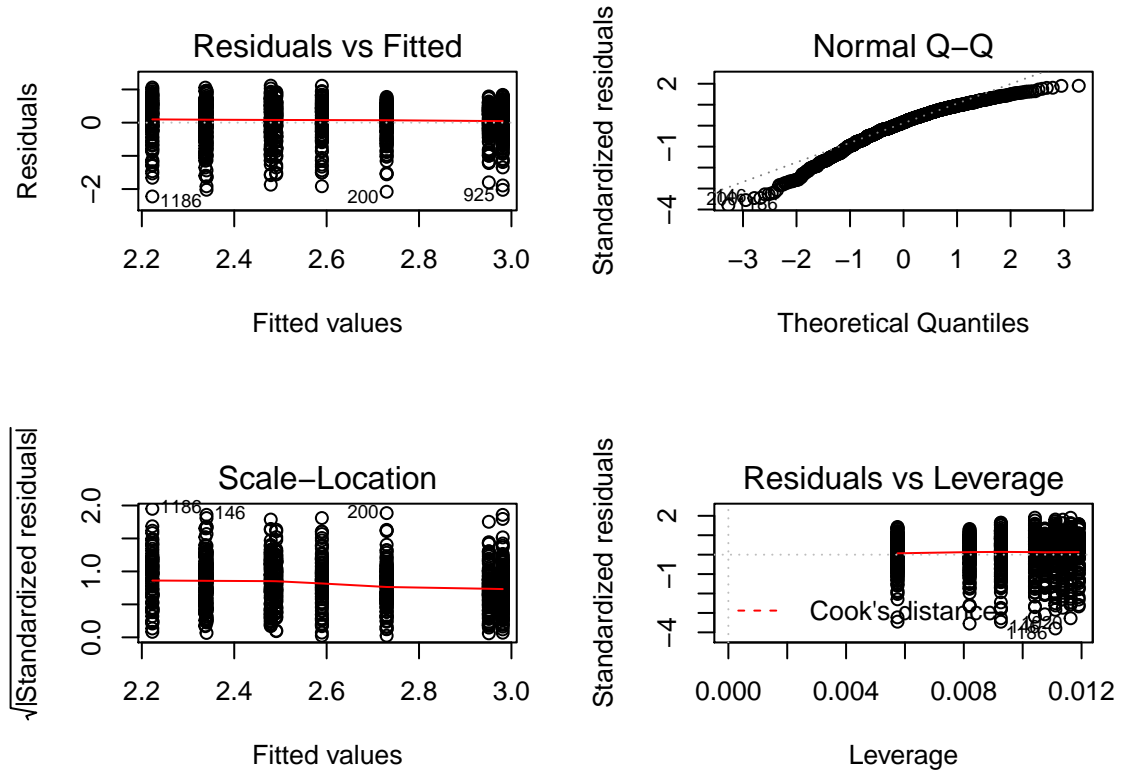 Residuals vs Fitted
Residuals
0
−2
1186
200
925
2.2 2.4 2.6 2.8 3.0
Fitted values
Normal Q−Q
Standardized residuals
2
−1
−4
−3 −2 −1 0 1 2 3
Theoretical Quantiles
Scale−Location
√|Standardized residuals|
2.0
1.0
0.0
1186
146
200
2.2 2.4 2.6 2.8 3.0
Fitted values
Residuals vs Leverage
Standardized residuals
2
−1
−4
Cook's distance
1186
0.000 0.004 0.008 0.012
Leverage